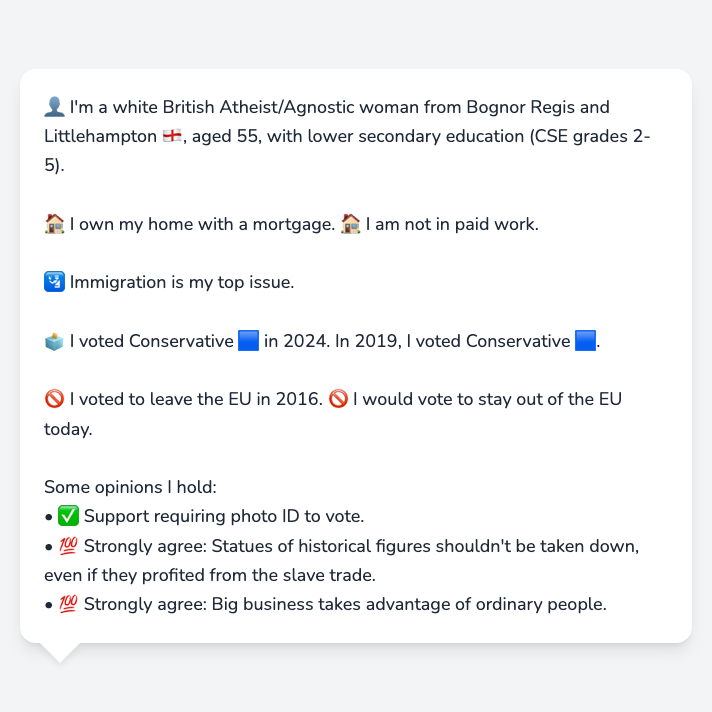 👤 I'm a white British Atheist/Agnostic woman from Bognor Regis and
Littlehampton 🏴󠁧󠁢󠁥󠁮󠁧󠁿, aged 55, with lower secondary education (CSE grades 2-
5).
🏠 I own my home with a mortgage. 🏠 I am not in paid work.
🛂 Immigration is my top issue.
🗳️ I voted Conservative 🟦 in 2024. In 2019, I voted Conservative 🟦.
🚫 I voted to leave the EU in 2016. 🚫 I would vote to stay out of the EU
today.
Some opinions I hold:
• ✅ Support requiring photo ID to vote.
• 💯 Strongly agree: Statues of historical figures shouldn't be taken down,
even if they profited from the slave trade.
• 💯 Strongly agree: Big business takes advantage of ordinary people.